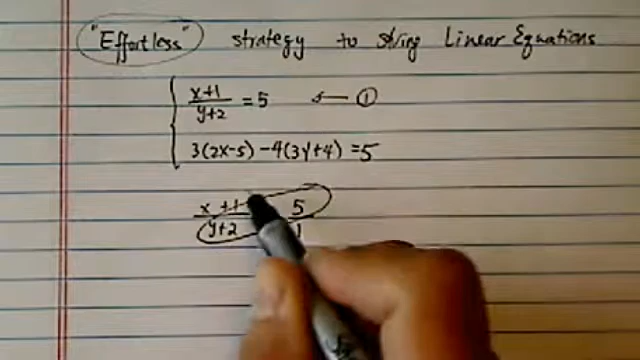 "Effortless" strategy to slving Linear Equations
x+1/y+2 = 5 ← ①
3(2x-5) -4(3y+4) = 5
x+1/y+2 5/1